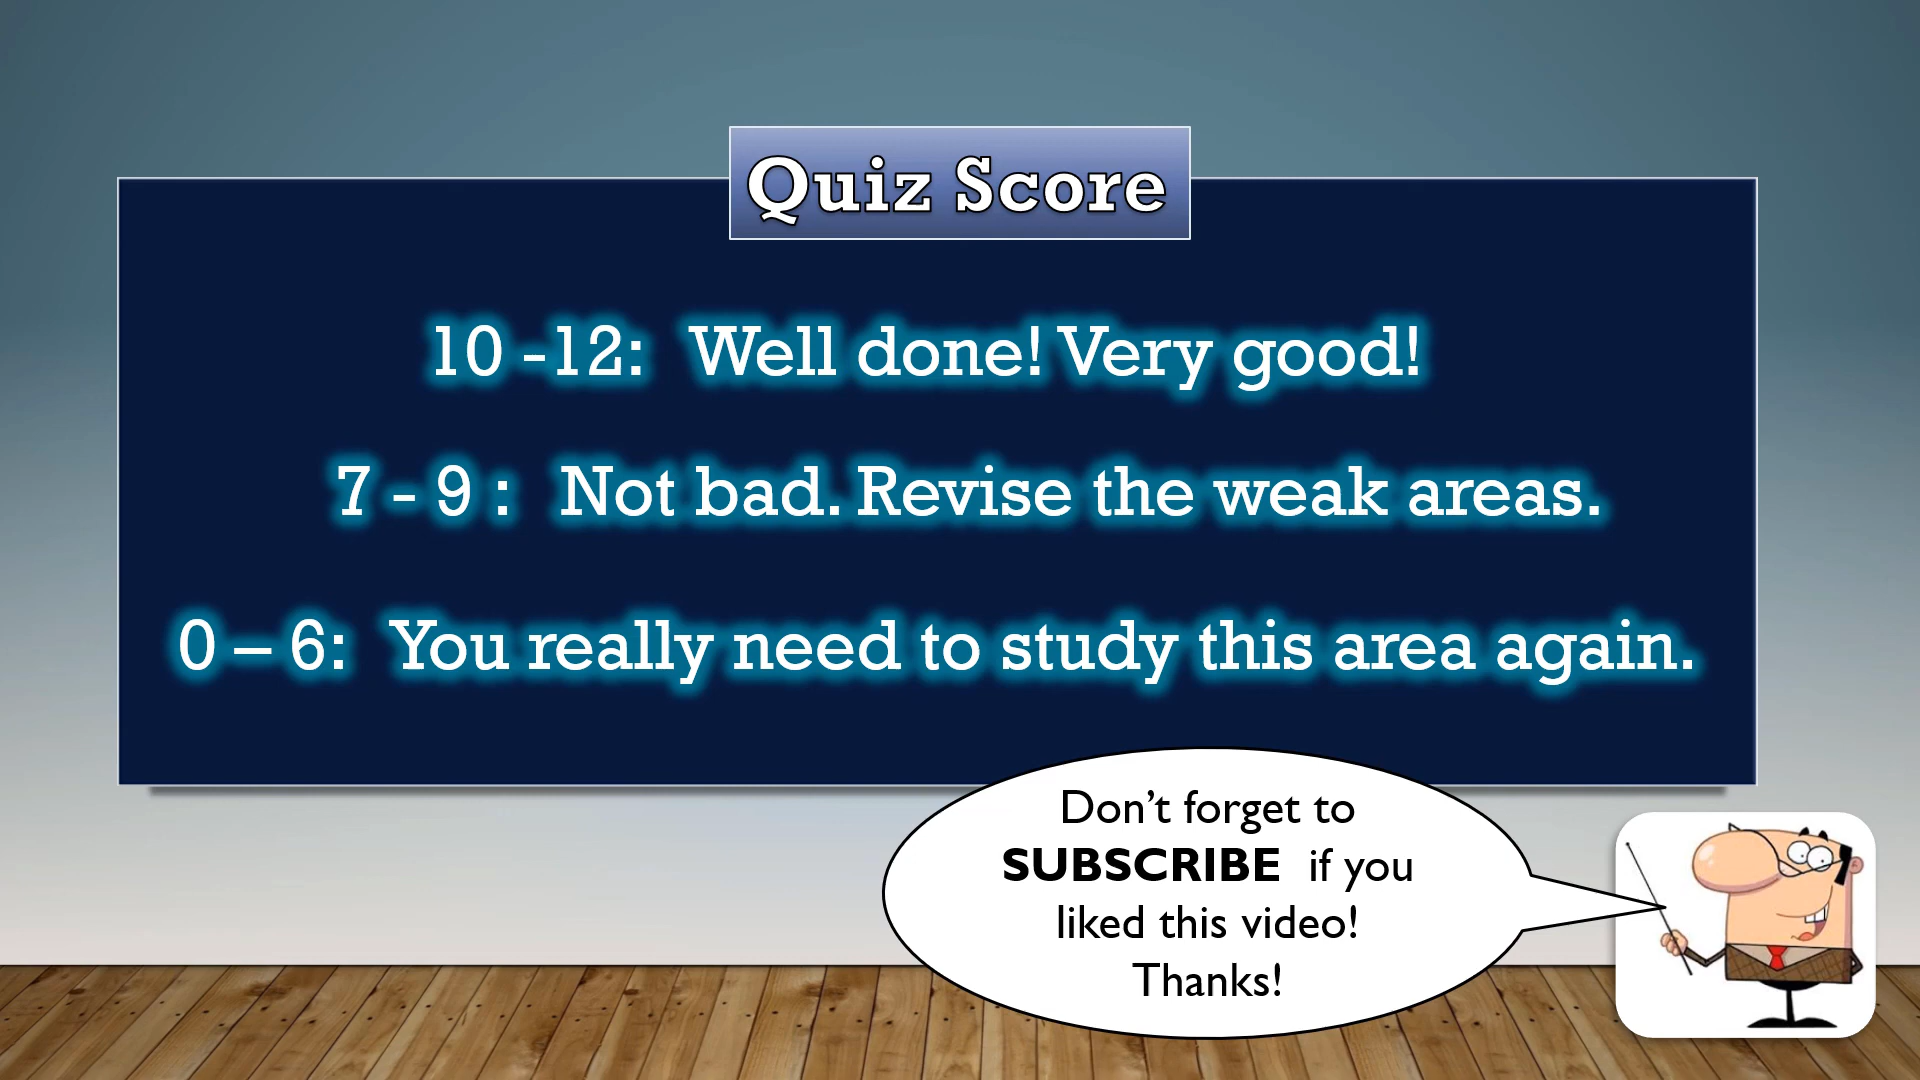 Quiz Score
10 -12: Well done! Very good!
7 - 9 : Not bad. Revise the weak areas.
0 – 6: You really need to study this area again.
Don’t forget to
SUBSCRIBE if you
liked this video!
Thanks!